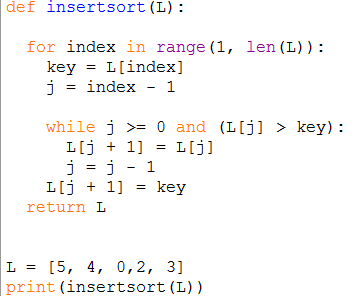 def insertsort(L):
for index in range(1, len(L)):
key = L[index]
j = index - 1
while j >= 0 and (L[j] > key):
L[j + 1] = L[j]
j = j - 1
L[j + 1] = key
return L
L = [5, 4, 0,2, 3]
print(insertsort(L))